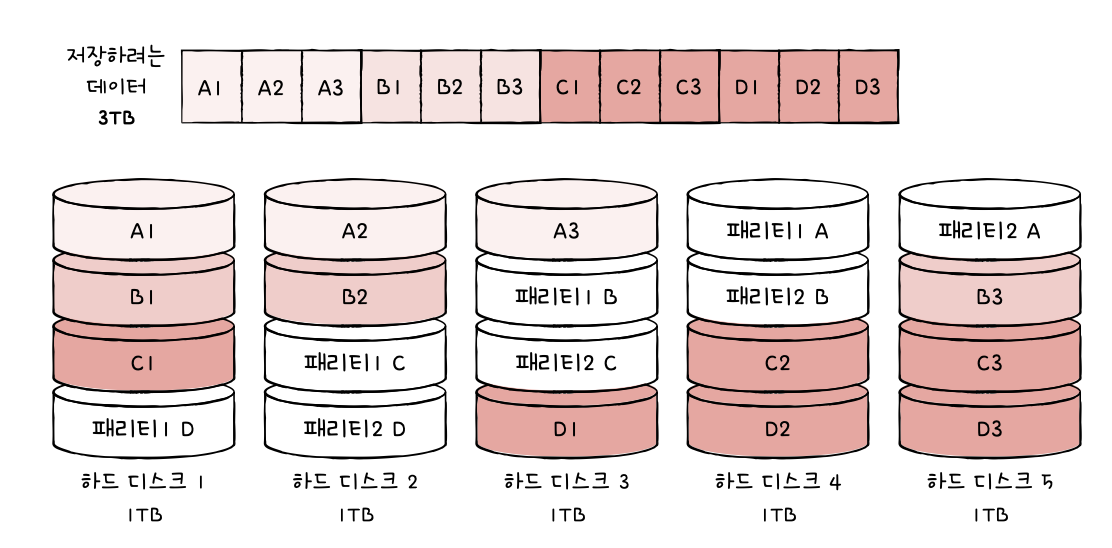 저장하려는
데이터
3TB
A1 A2 A3 B1 B2 B3 C1 C2 C3 D1 D2 D3
A1 A2 A3 패리티1 A 패리티2 A
B1 B2 패리티1 B 패리티2 B B3
C1 패리티1 C 패리티2 C C2 C3
패리티1 D 패리티2 D D1 D2 D3
하드 디스크 1 하드 디스크 2 하드 디스크 3 하드 디스크 4 하드 디스크 5
1TB 1TB 1TB 1TB 1TB